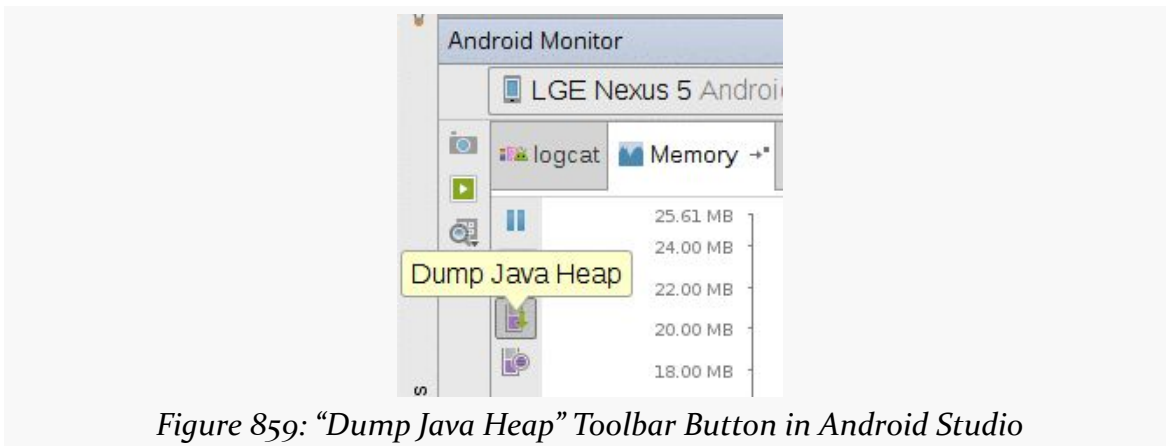 Android Monitor
LGE Nexus 5 Androi
logcat Memory
25.61 MB
24.00 MB
Dump Java Heap
22.00 MB
20.00 MB
18.00 MB
s
Figure 859: “Dump Java Heap” Toolbar Button in Android Studio